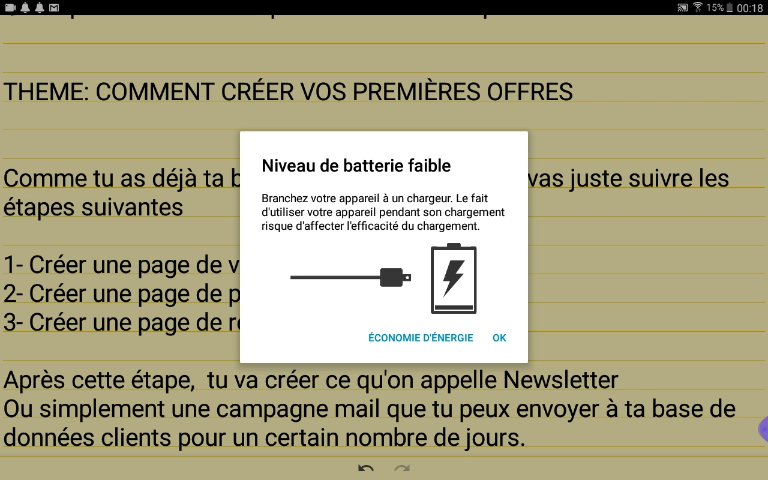 15% 00:18
THEME: COMMENT CRÉER VOS PREMIÈRES OFFRES
Comme tu as déjà ta vas juste suivre les
étapes suivantes
1- Créer une page de
2- Créer une page de
3- Créer une page de
Niveau de batterie faible
Branchez votre appareil à un chargeur. Le fait
d'utiliser votre appareil pendant son chargement
risque d'affecter l'efficacité du chargement.
ÉCONOMIE D'ÉNERGIE OK
Après cette étape, tu va créer ce qu'on appelle Newsletter
Ou simplement une campagne mail que tu peux envoyer à ta base de
données clients pour un certain nombre de jours.